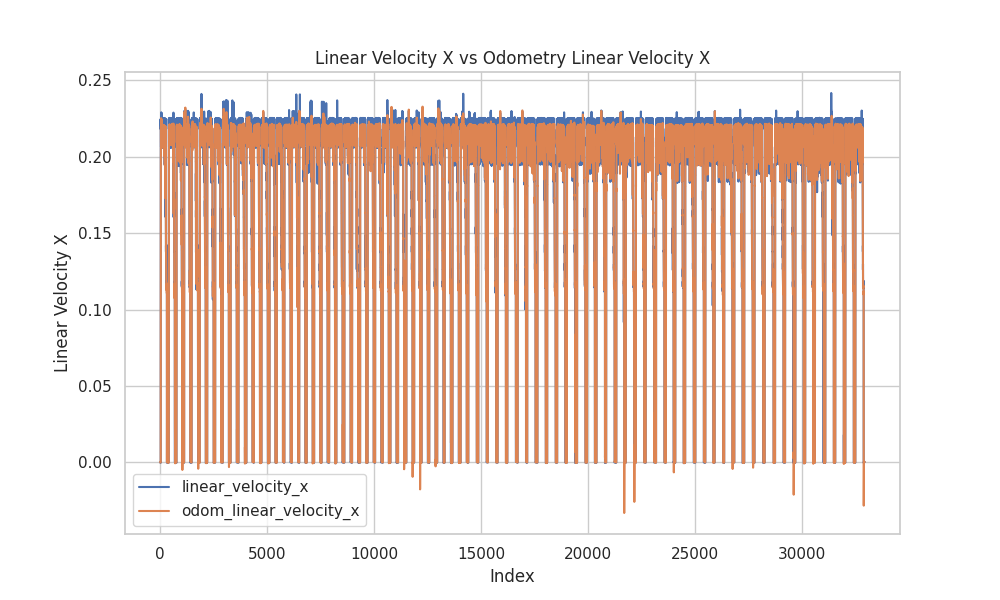 Linear Velocity X vs Odometry Linear Velocity X
0.25
0.20
0.15
0.10
0.05
0.00
Linear Velocity X
linear_velocity_x
odom_linear_velocity_x
0 5000 10000 15000 20000 25000 30000
Index